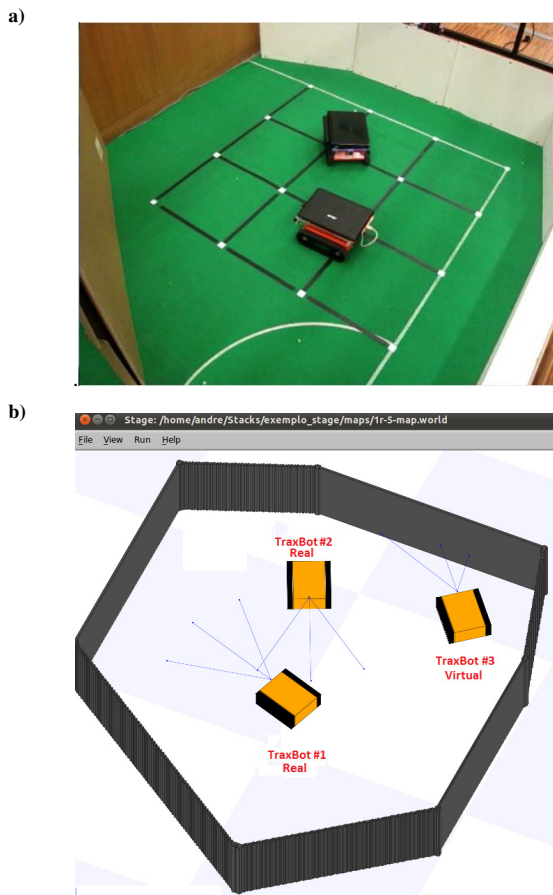 a)
b)
Stage: /home/andre/Stacks/exemplo_stage/maps/1r-5-map.world
File View Run Help
TraxBot #2
Real
TraxBot #3
Virtual
TraxBot #1
Real